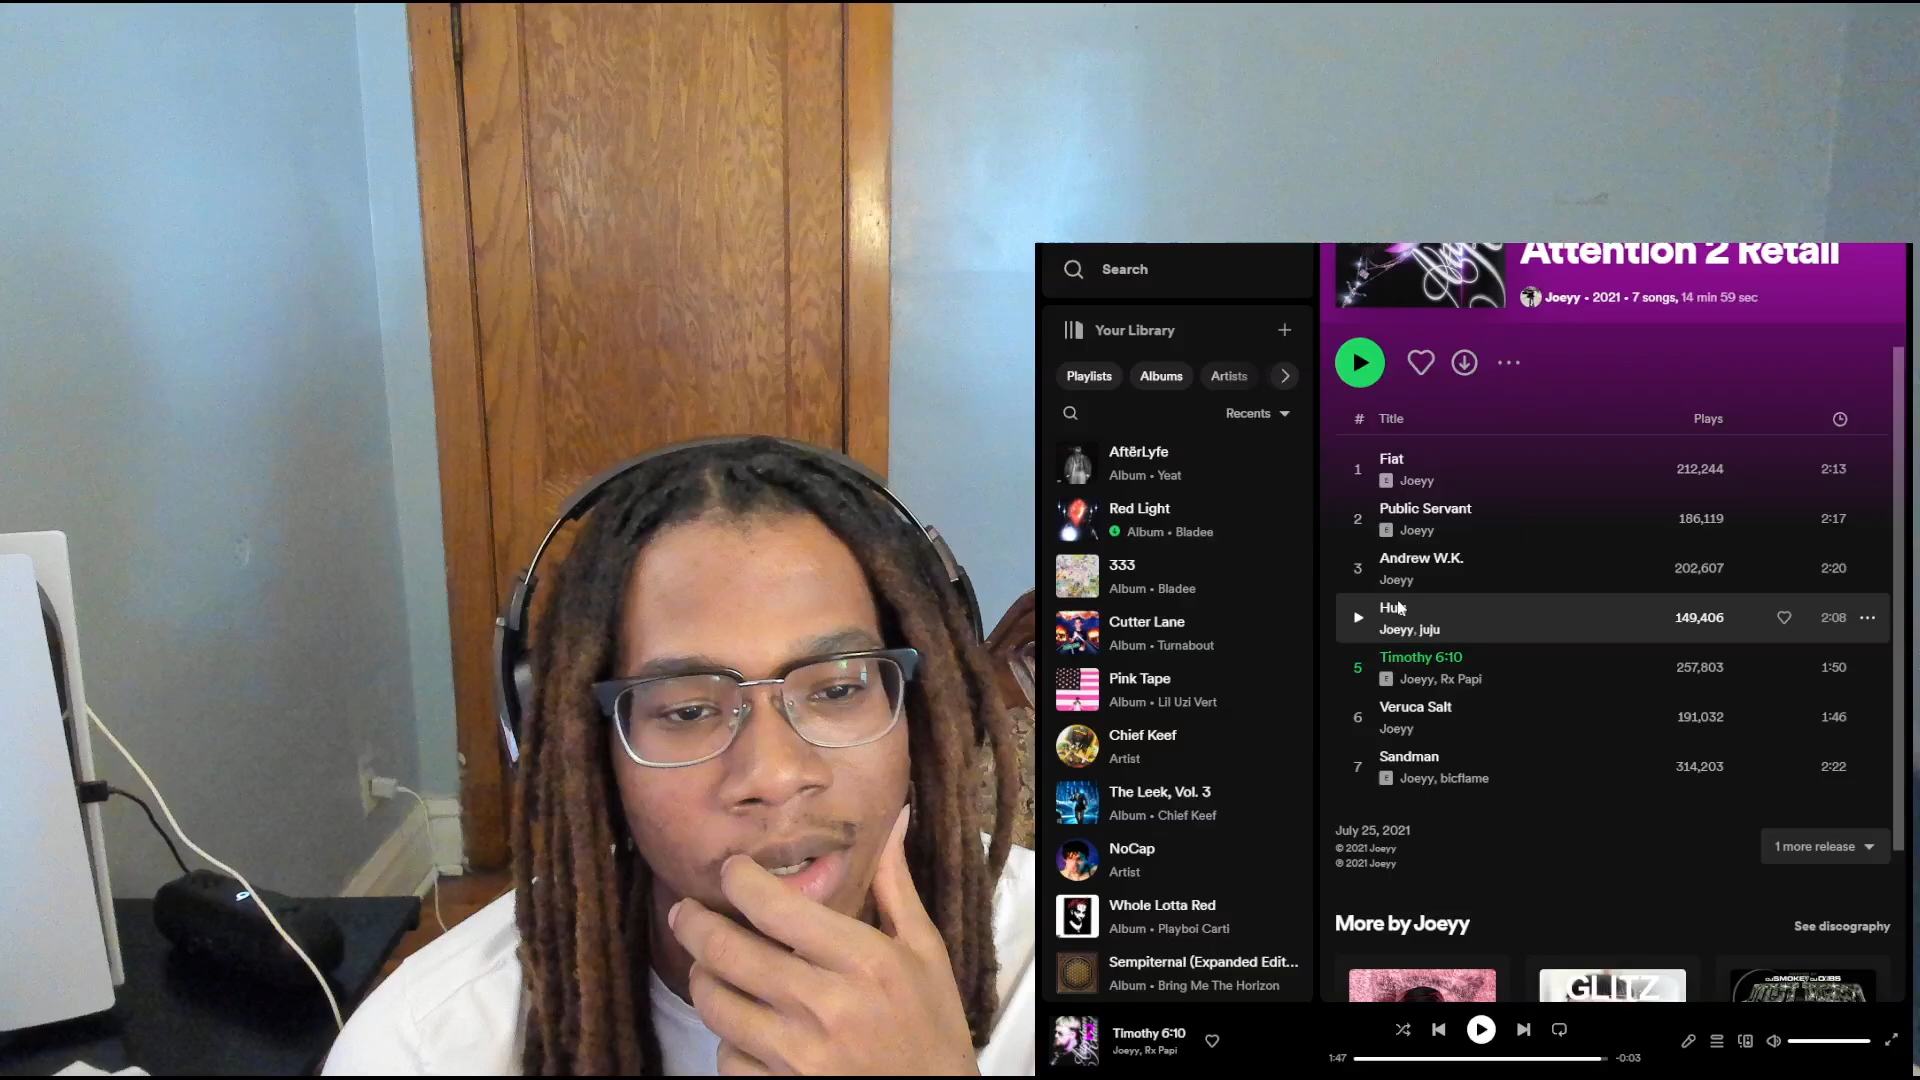 Attention 2 Retail
Joeyy • 2021 • 7 songs, 14 min 59 sec
Search
Your Library
Playlists Albums Artists
Recents
AftërLyfe
Album • Yeat
Red Light
Album • Bladee
333
Album • Bladee
Cutter Lane
Album • Turnabout
Pink Tape
Album • Lil Uzi Vert
Chief Keef
Artist
The Leek, Vol. 3
Album • Chief Keef
NoCap
Artist
Whole Lotta Red
Album • Playboi Carti
Sempiternal (Expanded Edit...
Album • Bring Me The Horizon
# Title Plays
1 Fiat 212,244 2:13
E Joeyy
2 Public Servant 186,119 2:17
E Joeyy
3 Andrew W.K. 202,607 2:20
Joeyy
149,406 2:08
Joeyy, juju
5 Timothy 6:10 257,803 1:50
E Joeyy, Rx Papi
6 Veruca Salt 191,032 1:46
Joeyy
7 Sandman 314,203 2:22
E Joeyy, bicflame
July 25, 2021
© 2021 Joeyy
℗ 2021 Joeyy
1 more release
More by Joeyy
See discography
GLITZ
DJ SMOKEY DJ DABS
Timothy 6:10
Joeyy, Rx Papi
1:47 -0:03